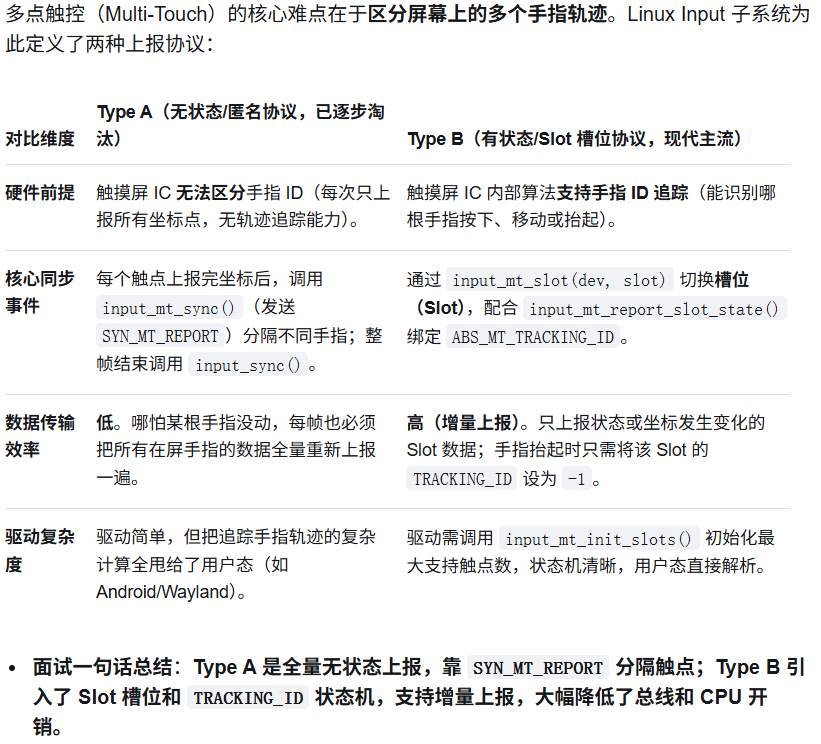 多点触控（Multi-Touch）的核心难点在于区分屏幕上的多个手指轨迹。Linux Input 子系统为
此定义了两种上报协议：
对比维度
Type A（无状态/匿名协议，已逐步淘
汰）
Type B（有状态/Slot 槽位协议，现代主流）
硬件前提
触摸屏 IC 无法区分手指 ID（每次只上
报所有坐标点，无轨迹追踪能力）。
触摸屏 IC 内部算法支持手指 ID 追踪（能识别哪
根手指按下、移动或抬起）。
核心同步
事件
每个触点上报完坐标后，调用
input_mt_sync()（发送
SYN_MT_REPORT）分隔不同手指；整
帧结束调用 input_sync()。
通过 input_mt_slot(dev, slot) 切换槽位
（Slot），配合 input_mt_report_slot_state()
绑定 ABS_MT_TRACKING_ID。
数据传输
效率
低。哪怕某根手指没动，每帧也必须
把所有在屏手指的数据全量重新上报
一遍。
高（增量上报）。只上报状态或坐标发生变化的
Slot 数据；手指抬起时只需将该 Slot 的
TRACKING_ID 设为 -1。
驱动复杂
度
驱动简单，但把追踪手指轨迹的复杂
计算全甩给了用户态（如
Android/Wayland）。
驱动需调用 input_mt_init_slots() 初始化最
大支持触点数，状态机清晰，用户态直接解析。
• 面试一句话总结：Type A 是全量无状态上报，靠 SYN_MT_REPORT 分隔触点；Type B 引
入了 Slot 槽位和 TRACKING_ID 状态机，支持增量上报，大幅降低了总线和 CPU 开
销。